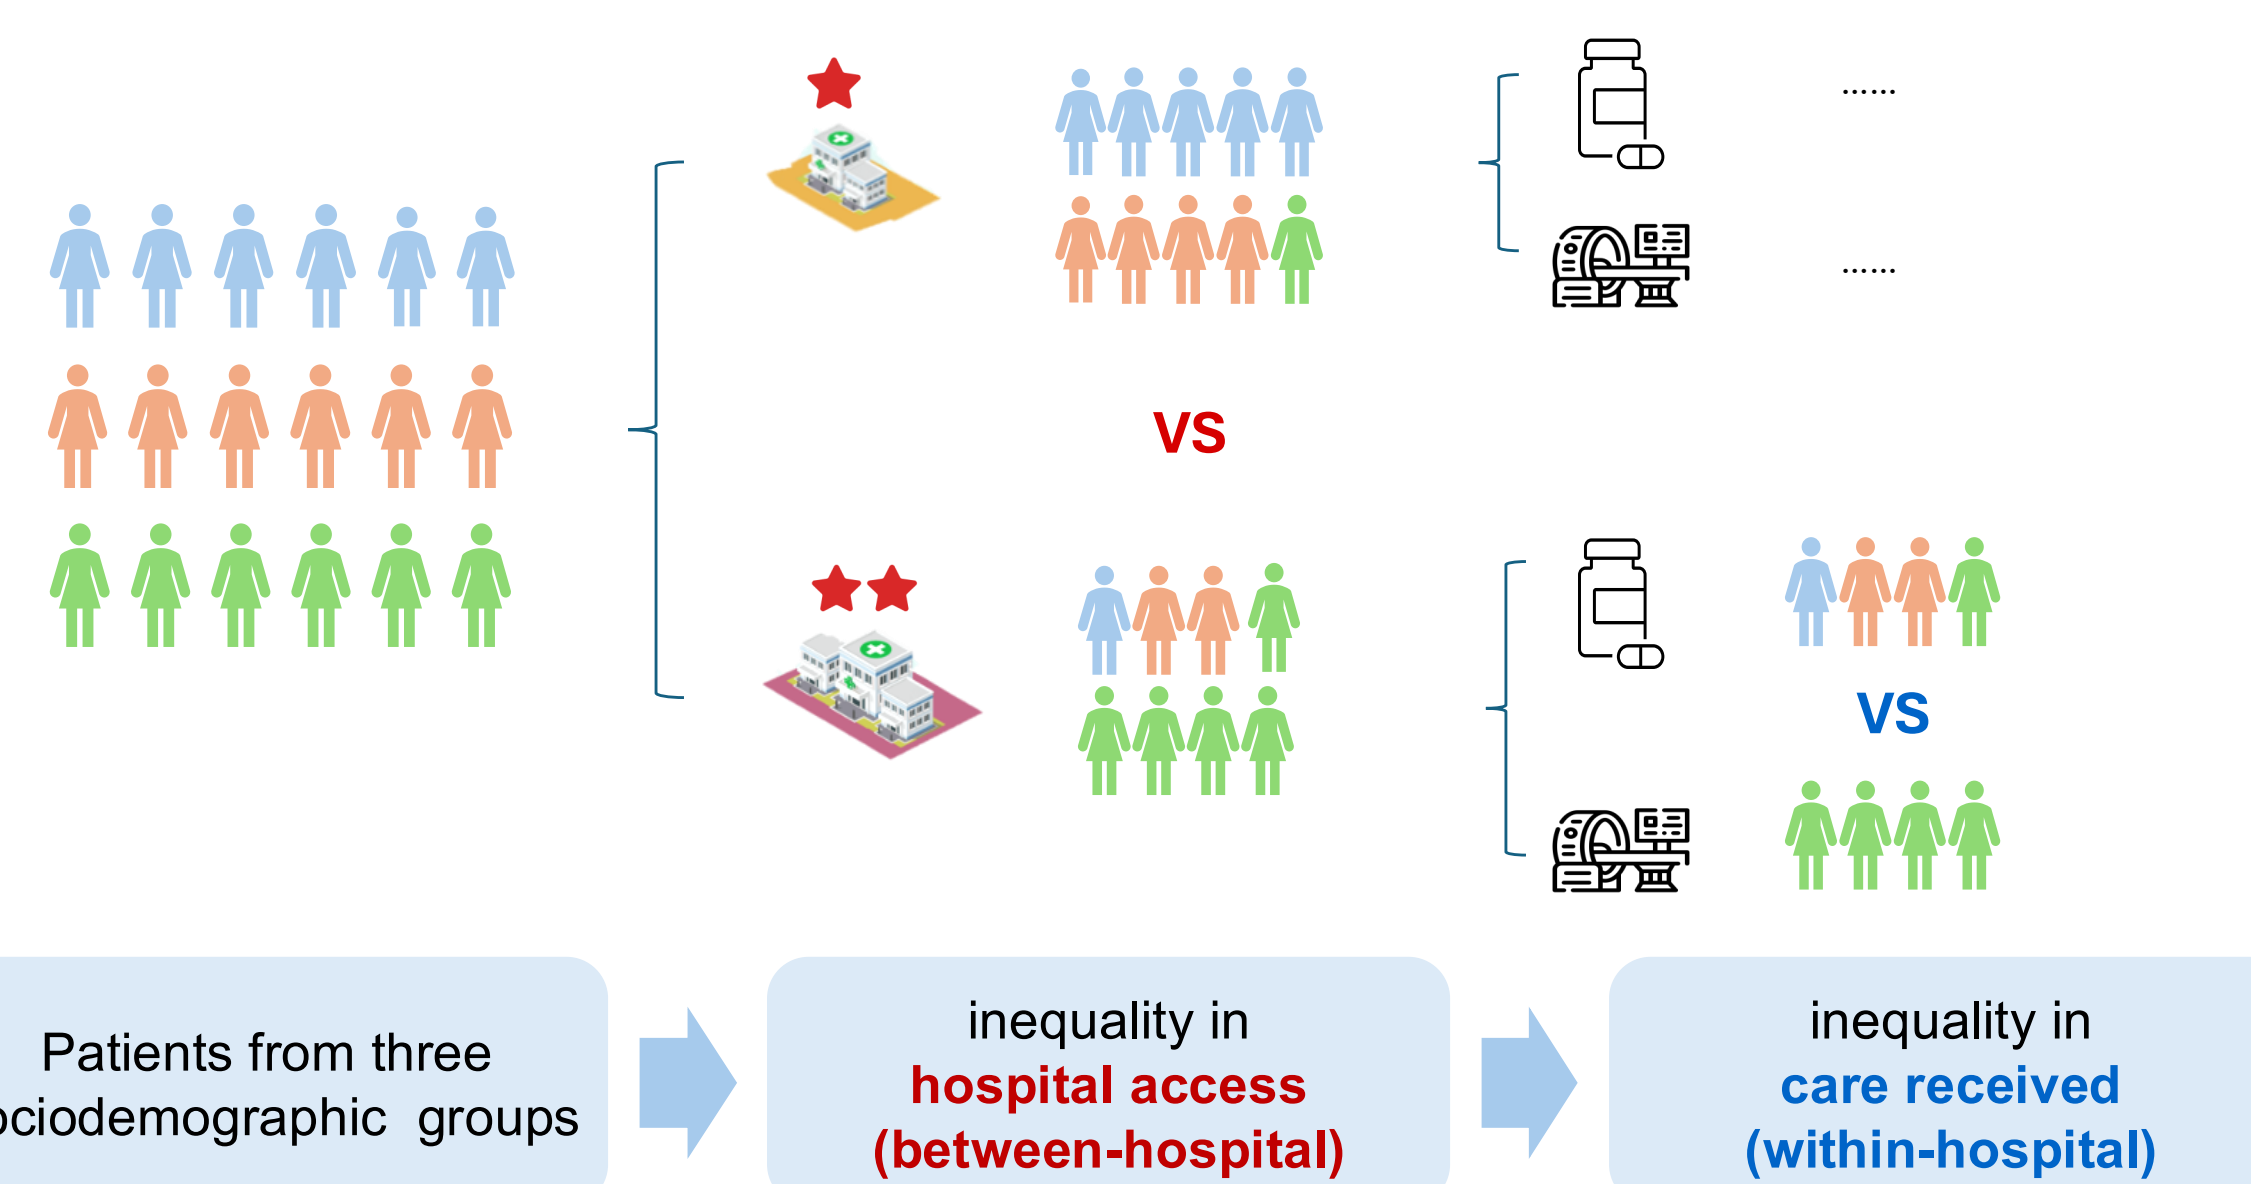 ......
......
VS
VS
Patients from three
ociodemographic groups
inequality in
hospital access
(between-hospital)
inequality in
care received
(within-hospital)